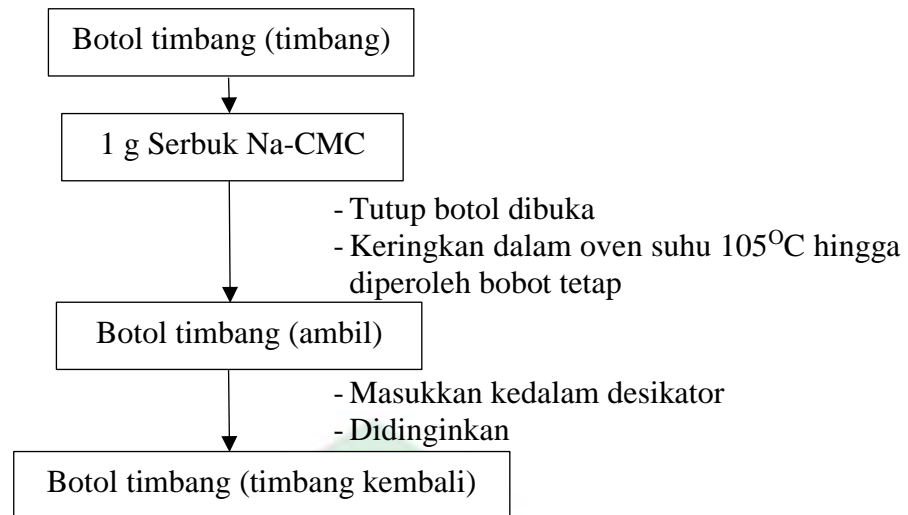 Botol timbang (timbang)
1 g Serbuk Na-CMC
- Tutup botol dibuka
- Keringkan dalam oven suhu 105ᴼC hingga
diperoleh bobot tetap
Botol timbang (ambil)
- Masukkan kedalam desikator
- Didinginkan
Botol timbang (timbang kembali)